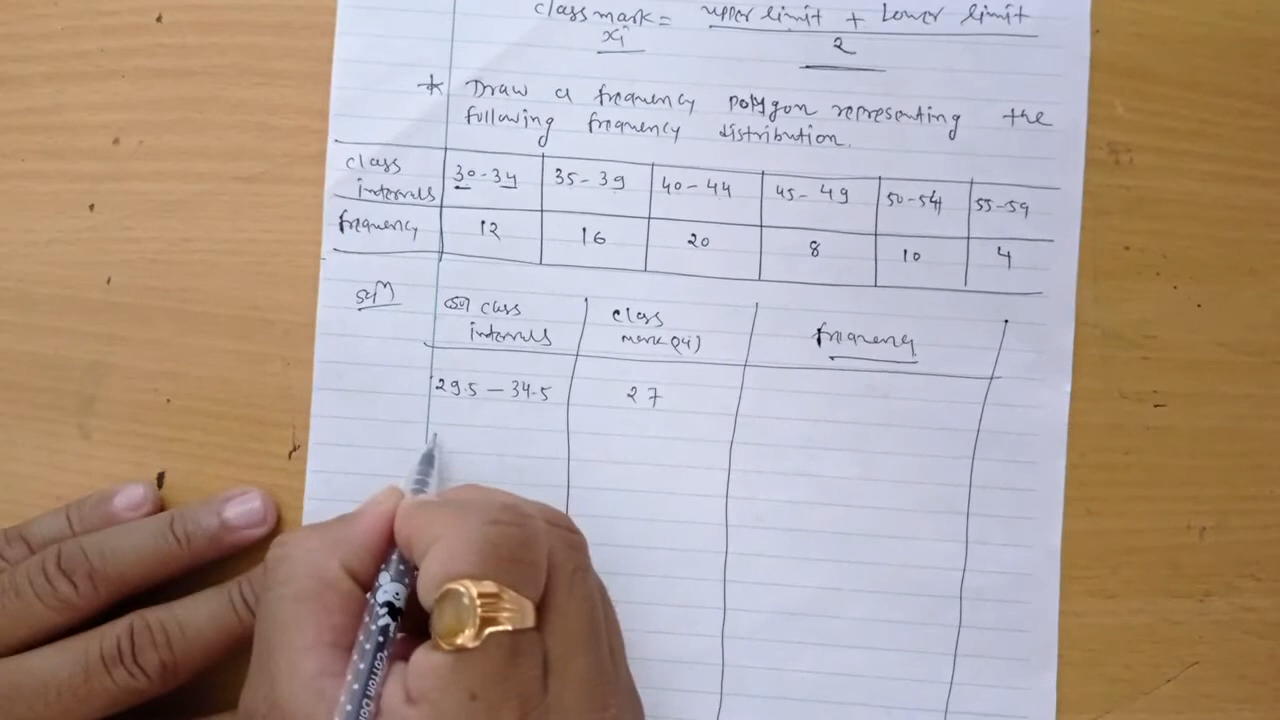 class mark = upper limit + Lower limit
xi 2
* Draw a frequency polygon representing the
following frequency distribution.
class intervals 30-34 35-39 40-44 45-49 50-54 55-59
frequency 12 16 20 8 10 4
class intervals class mark frequency
29.5 - 34.5 27
COTTON